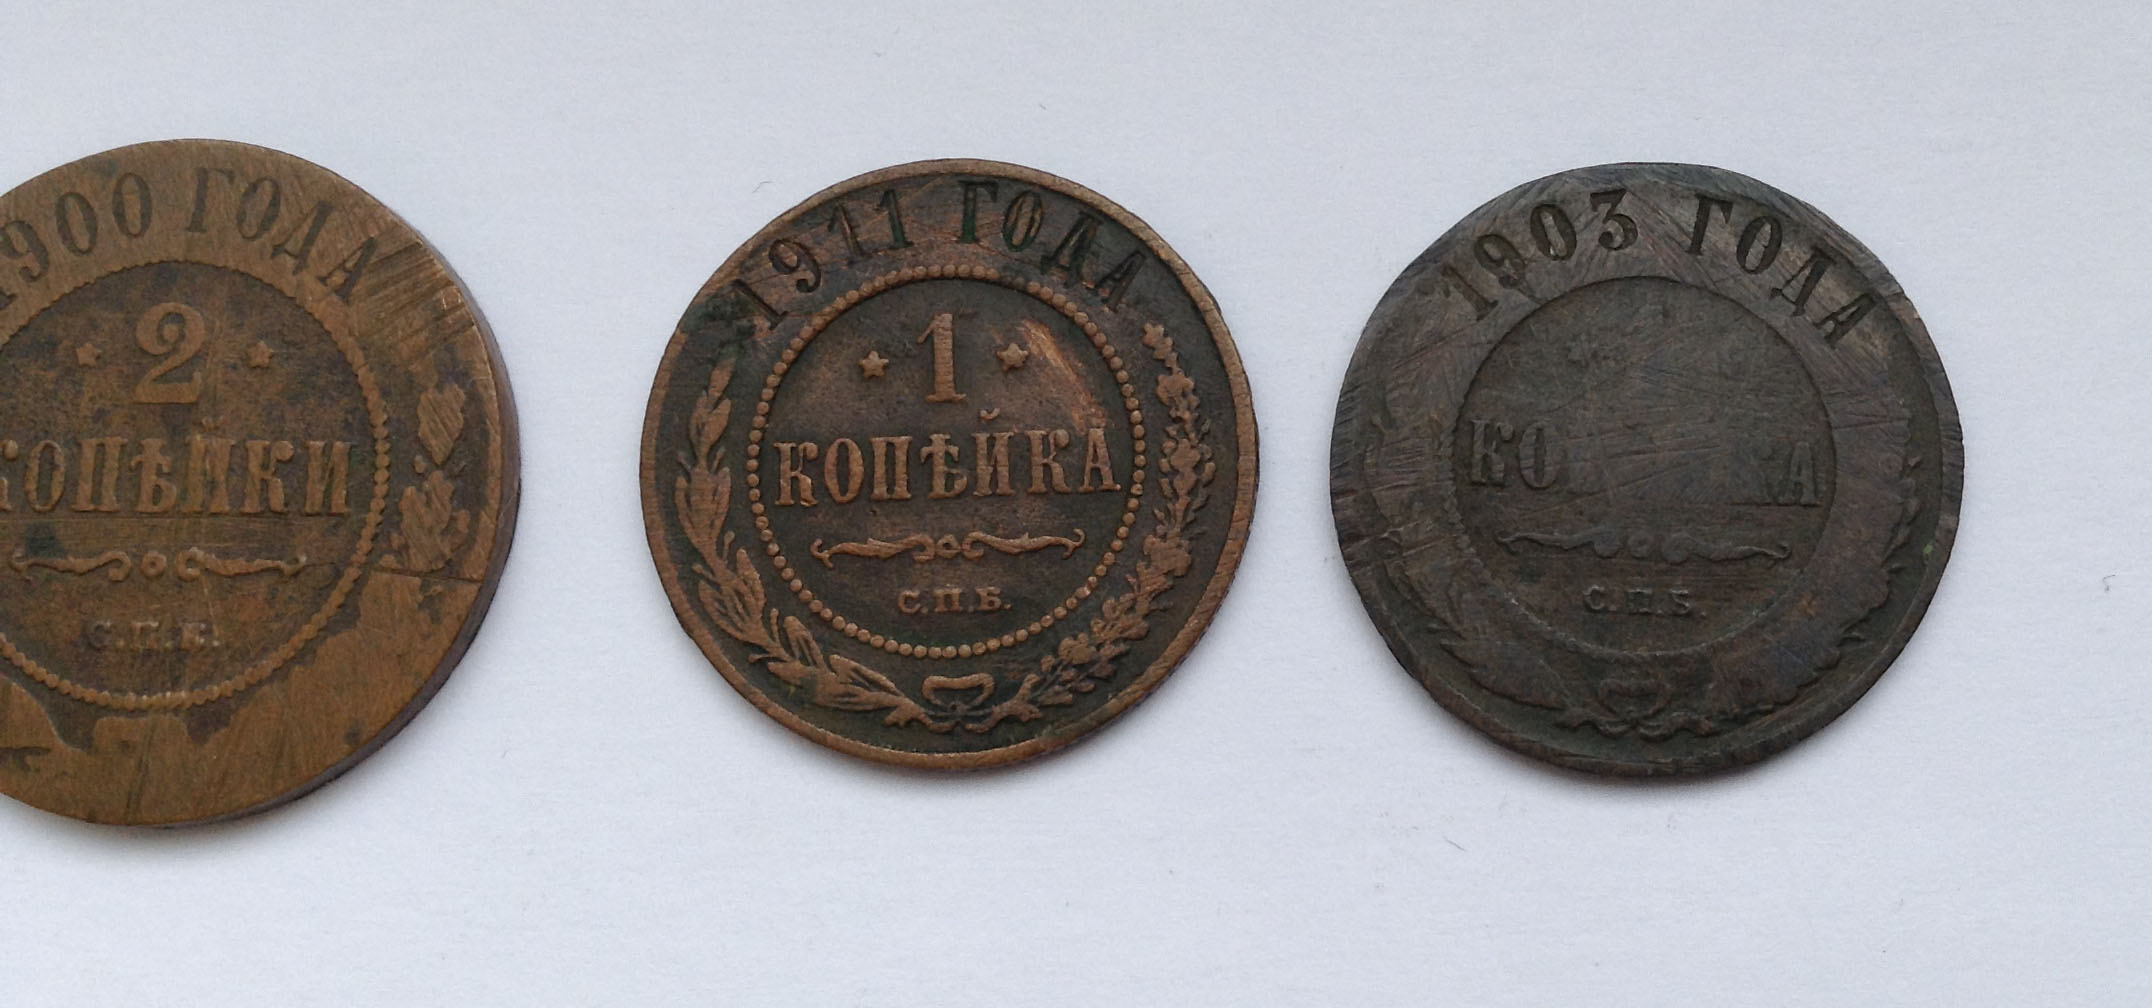 1900 ГОДА
2
КОПѢЙКИ
С.П.Б.
1911 ГОДА
1
КОПѢЙКА
С.П.Б.
1903 ГОДА
С.П.Б.